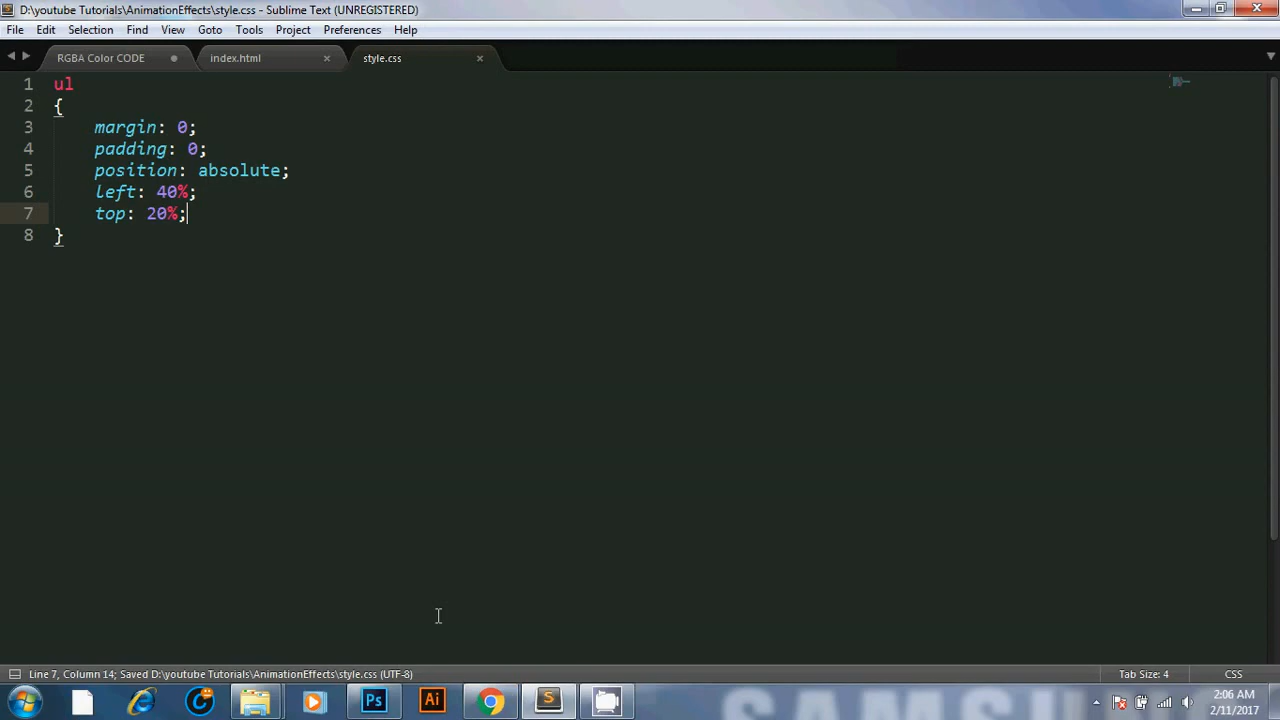 D:\youtube Tutorials\AnimationEffects\style.css - Sublime Text (UNREGISTERED)
File Edit Selection Find View Goto Tools Project Preferences Help
RGBA Color CODE index.html style.css
1 ul
2 {
3 margin: 0;
4 padding: 0;
5 position: absolute;
6 left: 40%;
7 top: 20%;
8 }
Line 7, Column 14; Saved D:\youtube Tutorials\AnimationEffects\style.css (UTF-8) Tab Size: 4 CSS
Ps Ai S
2:06 AM
2/11/2017